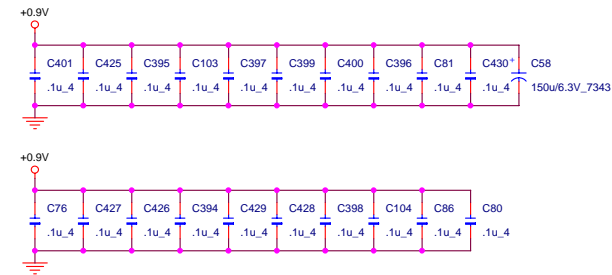 +0.9V
C401 C425 C395 C103 C397 C399 C400 C396 C81 C430 + C58
.1u_4 .1u_4 .1u_4 .1u_4 .1u_4 .1u_4 .1u_4 .1u_4 .1u_4 .1u_4 150u/6.3V_7343
+0.9V
C76 C427 C426 C394 C429 C428 C398 C104 C86 C80
.1u_4 .1u_4 .1u_4 .1u_4 .1u_4 .1u_4 .1u_4 .1u_4 .1u_4 .1u_4